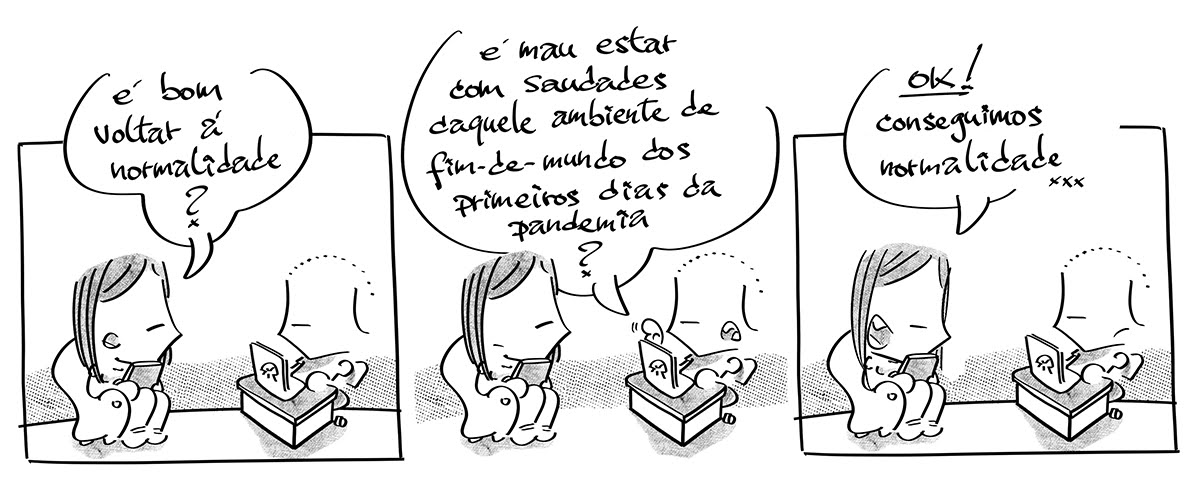 é bom
voltar à
normalidade
?
é mau estar
com saudades
daquele ambiente de
fim-de-mundo dos
primeiros dias da
pandemia
?
OK!
conseguimos
normalidade
xxx